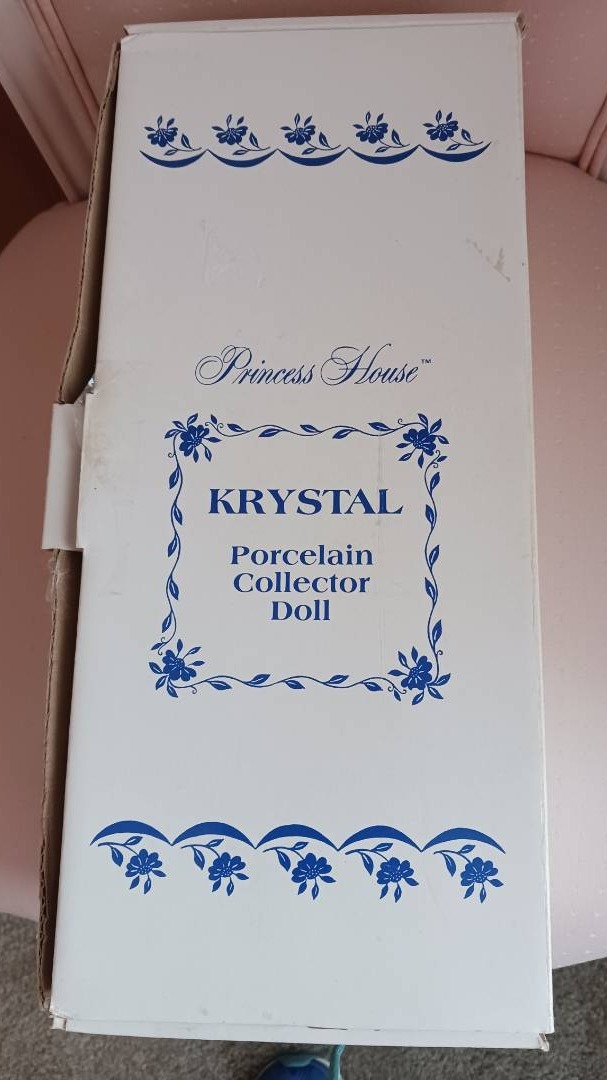 Princess House™
KRYSTAL
Porcelain
Collector
Doll